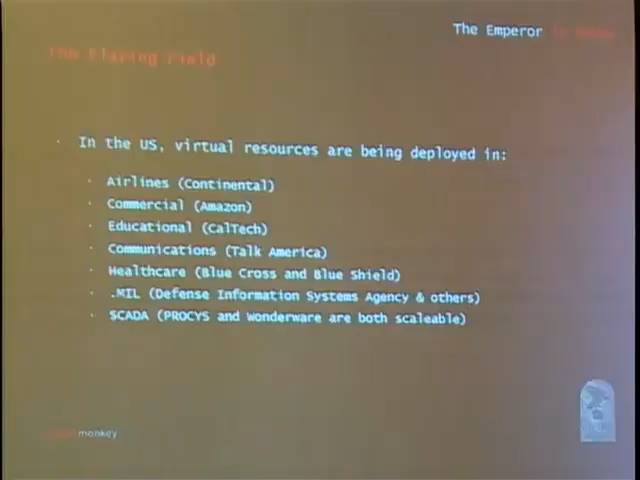 The Emperor
The Playing Field
· In the US, virtual resources are being deployed in:
· Airlines (Continental)
· Commercial (Amazon)
· Educational (CalTech)
· Communications (Talk America)
· Healthcare (Blue Cross and Blue Shield)
· .MIL (Defense Information Systems Agency & others)
· SCADA (PROCYS and Wonderware are both scaleable)
monkey